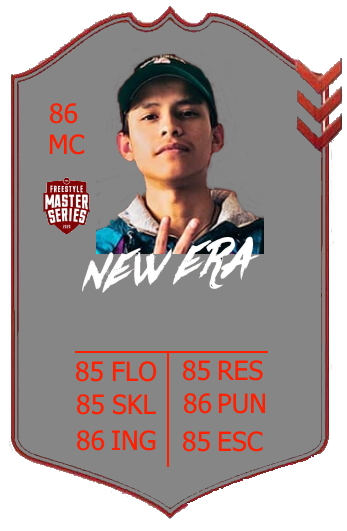 86
MC
FREESTYLE
MASTER
SERIES
NEW ERA
85 FLO 85 RES
85 SKL 86 PUN
86 ING 85 ESC